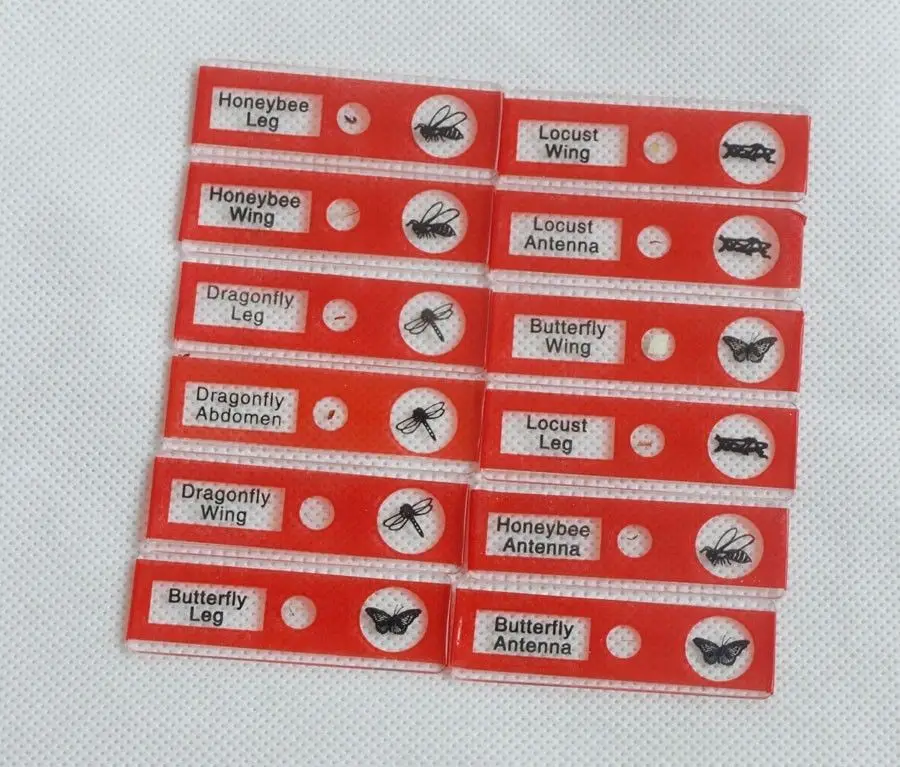 Honeybee
Leg
Honeybee
Wing
Dragonfly
Leg
Dragonfly
Abdomen
Dragonfly
Wing
Butterfly
Leg
Locust
Wing
Locust
Antenna
Butterfly
Wing
Locust
Leg
Honeybee
Antenna
Butterfly
Antenna